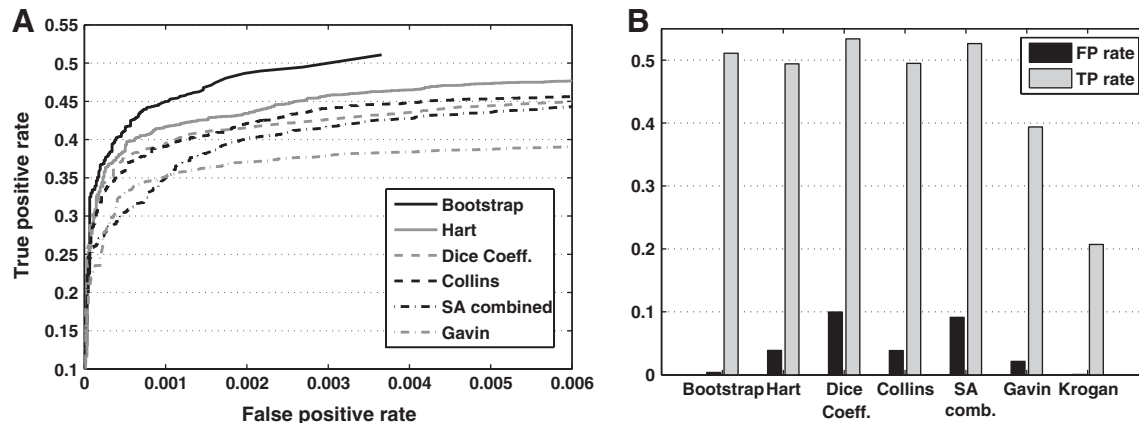 A
True positive rate
0.55
0.5
0.45
0.4
0.35
0.3
0.25
0.2
0.15
0.1
0 0.001 0.002 0.003 0.004 0.005 0.006
False positive rate
Bootstrap
Hart
Dice Coeff.
Collins
SA combined
Gavin
B
0.5
0.4
0.3
0.2
0.1
0
FP rate
TP rate
Bootstrap Hart Dice Collins SA Gavin Krogan
Coeff. comb.